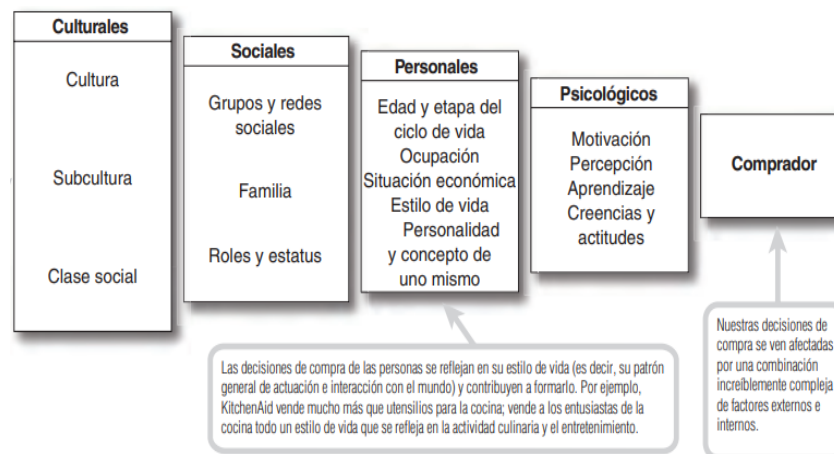 Culturales
Cultura
Subcultura
Clase social
Sociales
Grupos y redes
sociales
Familia
Roles y estatus
Personales
Edad y etapa del
ciclo de vida
Ocupación
Situación económica
Estilo de vida
Personalidad
y concepto de
uno mismo
Psicológicos
Motivación
Percepción
Aprendizaje
Creencias y
actitudes
Comprador
Las decisiones de compra de las personas se reflejan en su estilo de vida (es decir, su patrón
general de actuación e interacción con el mundo) y contribuyen a formarlo. Por ejemplo,
KitchenAid vende mucho más que utensilios para la cocina; vende a los entusiastas de la
cocina todo un estilo de vida que se refleja en la actividad culinaria y el entretenimiento.
Nuestras decisiones de
compra se ven afectadas
por una combinación
increíblemente compleja
de factores externos e
internos.